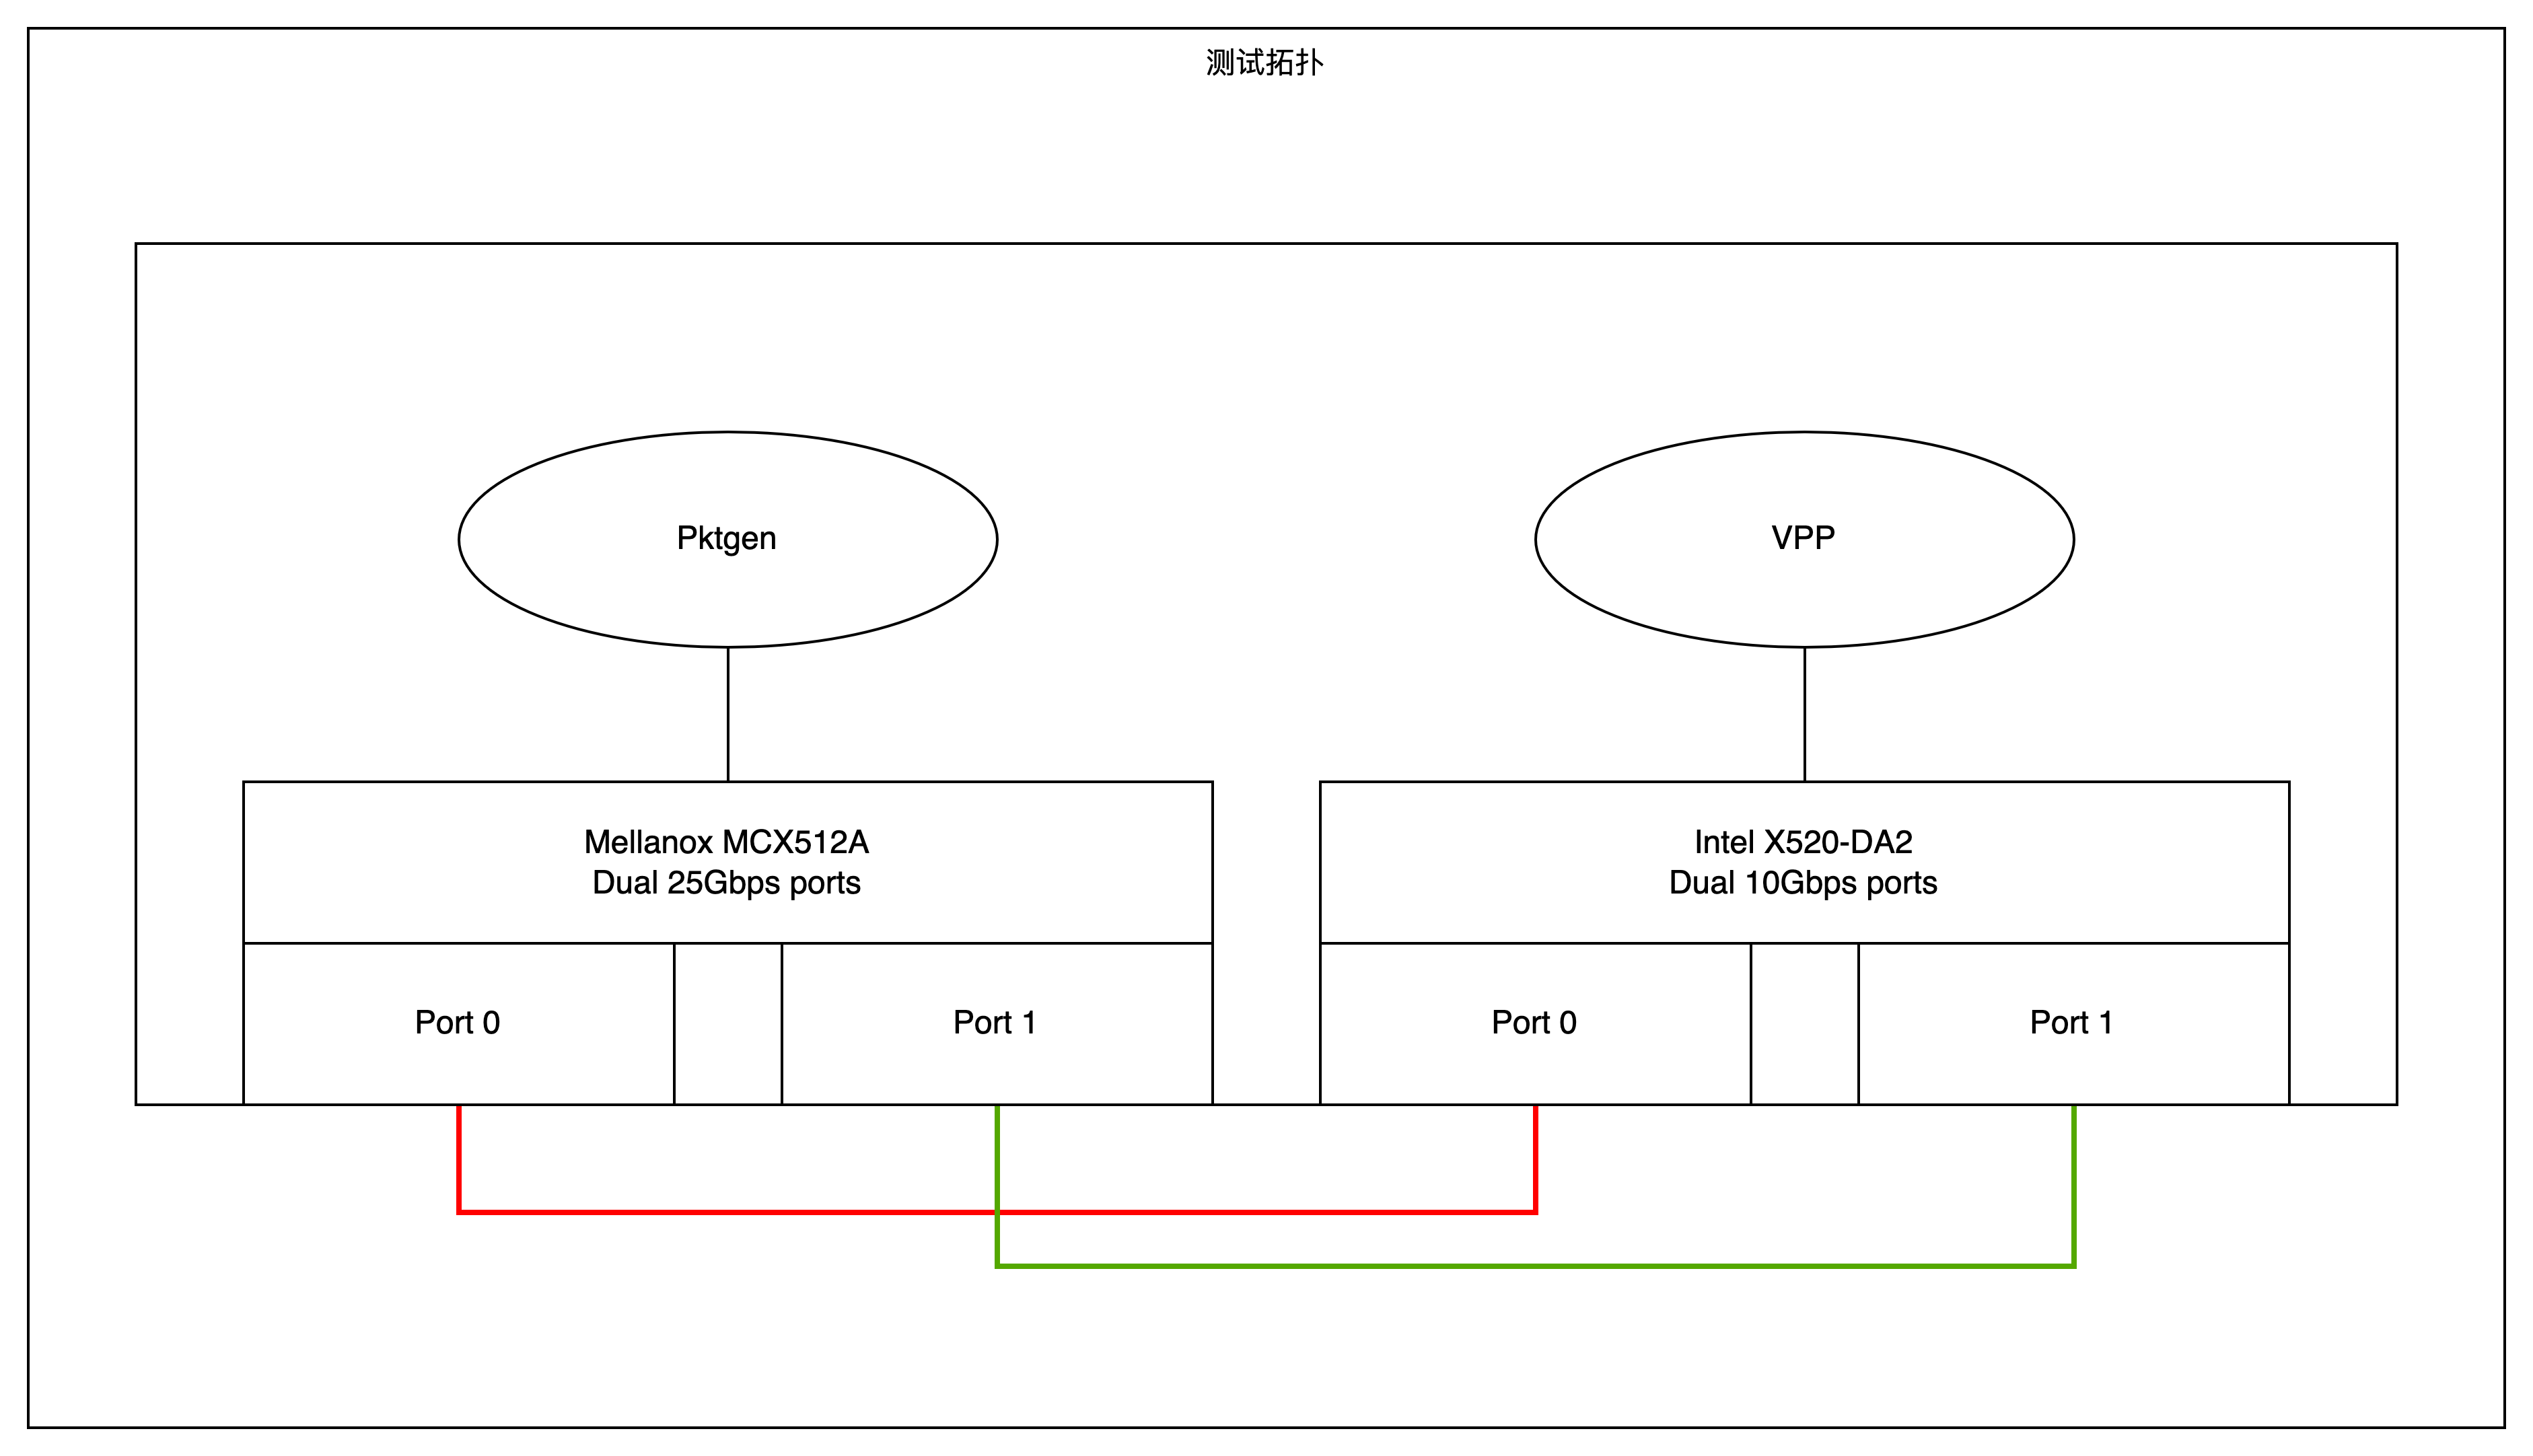 测试拓扑
Pktgen
VPP
Mellanox MCX512A
Dual 25Gbps ports
Intel X520-DA2
Dual 10Gbps ports
Port 0
Port 1
Port 0
Port 1